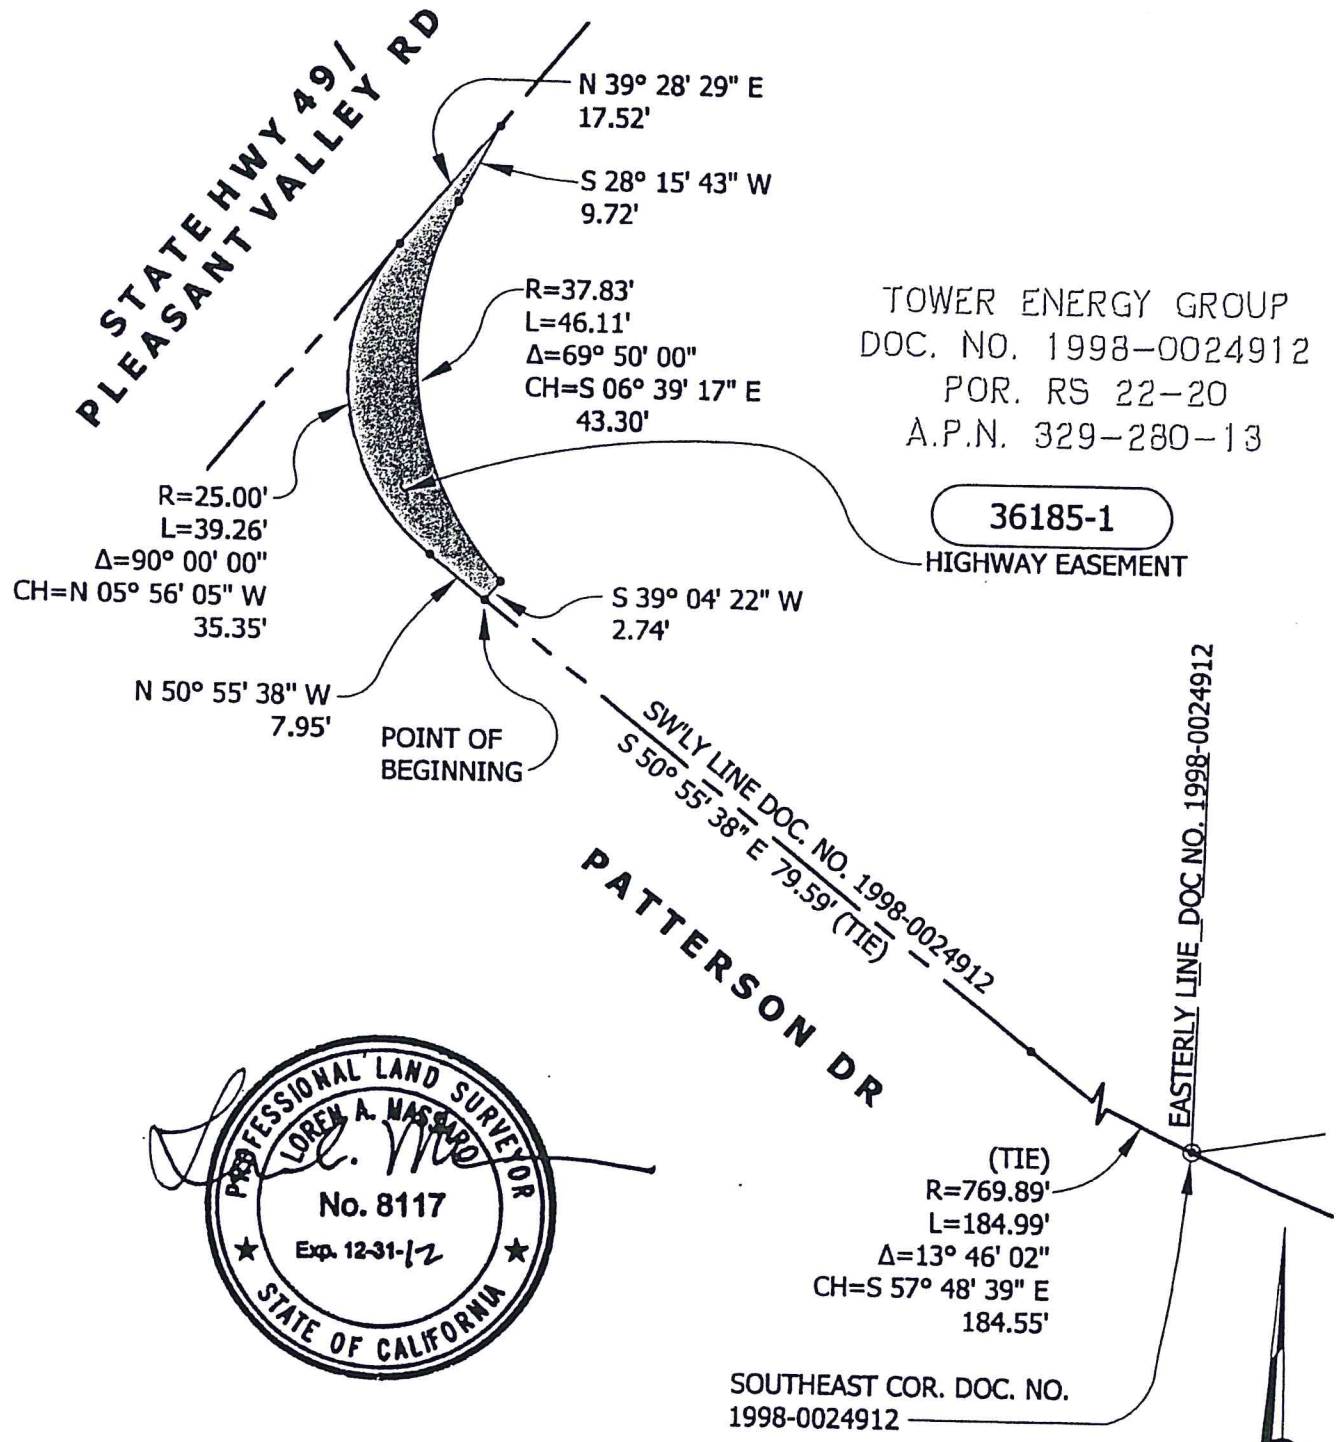 STATE HWY 49/
PLEASANT VALLEY RD
N 39° 28' 29" E
17.52'
S 28° 15' 43" W
9.72'
R=37.83'
L=46.11'
Δ=69° 50' 00"
CH=S 06° 39' 17" E
43.30'
TOWER ENERGY GROUP
DOC. NO. 1998-0024912
POR. RS 22-20
A.P.N. 329-280-13
36185-1
HIGHWAY EASEMENT
R=25.00'
L=39.26'
Δ=90° 00' 00"
CH=N 05° 56' 05" W
35.35'
S 39° 04' 22" W
2.74'
N 50° 55' 38" W
7.95'
POINT OF
BEGINNING
SW'LY LINE DOC. NO. 1998-0024912
S 50° 55' 38" E 79.59' (TIE)
PATTERSON DR
EASTERLY LINE DOC NO. 1998-0024912
(TIE)
R=769.89'
L=184.99'
Δ=13° 46' 02"
CH=S 57° 48' 39" E
184.55'
SOUTHEAST COR. DOC. NO.
1998-0024912
PROFESSIONAL LAND SURVEYOR
LOREN A. MASSARO
No. 8117
Exp. 12-31-12
STATE OF CALIFORNIA